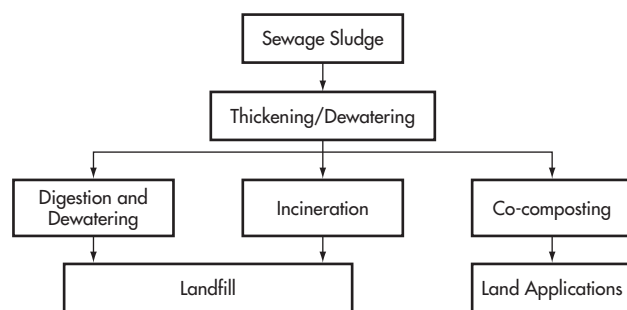 Sewage Sludge
Thickening/Dewatering
Digestion and
Dewatering
Incineration
Co-composting
Landfill
Land Applications